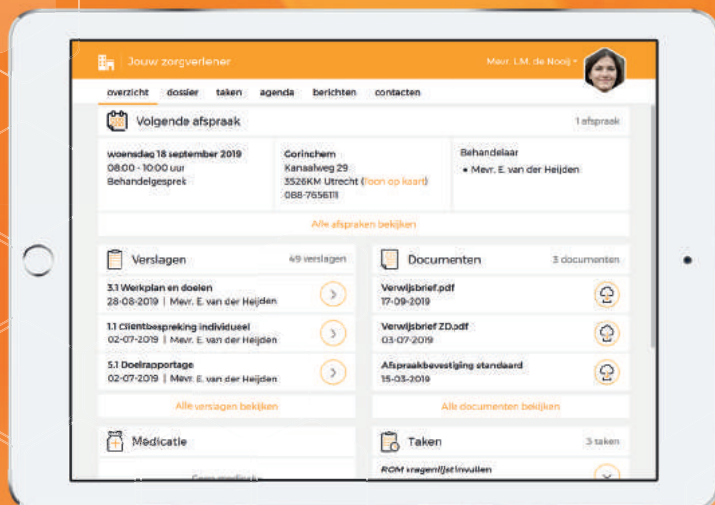 Jouw zorgverlener
Mevr. L.M. de Nooij
overzicht dossier taken agenda berichten contacten
Volgende afspraak
1 afspraak
woensdag 18 september 2019
08:00 - 10:00 uur
Behandelgesprek
Gorinchem
Kanaalweg 29
3526KM Utrecht (Toon op kaart)
088-7656111
Behandelaar
• Mevr. E. van der Heijden
Alle afspraken bekijken
Verslagen
49 verslagen
3.1 Werkplan en doelen
28-08-2019 | Mevr. E. van der Heijden
1.1 Clientbespreking individueel
02-07-2019 | Mevr. E. van der Heijden
5.1 Doelrapportage
02-07-2019 | Mevr. E. van der Heijden
Alle verslagen bekijken
Documenten
3 documenten
Verwijsbrief.pdf
17-09-2019
Verwijsbrief ZD.pdf
03-07-2019
Afspraakbevestiging standaard
15-03-2019
Alle documenten bekijken
Medicatie
Taken
3 taken
ROM vragenlijst invullen